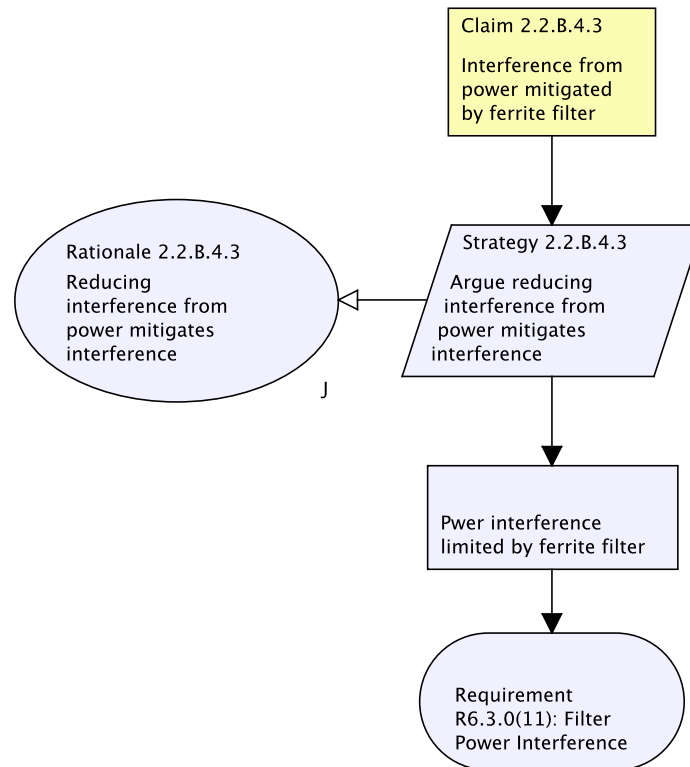 Claim 2.2.B.4.3
Interference from
power mitigated
by ferrite filter
Strategy 2.2.B.4.3
Argue reducing
interference from
power mitigates
interference
Rationale 2.2.B.4.3
Reducing
interference from
power mitigates
interference
J
Pwer interference
limited by ferrite filter
Requirement
R6.3.0(11): Filter
Power Interference